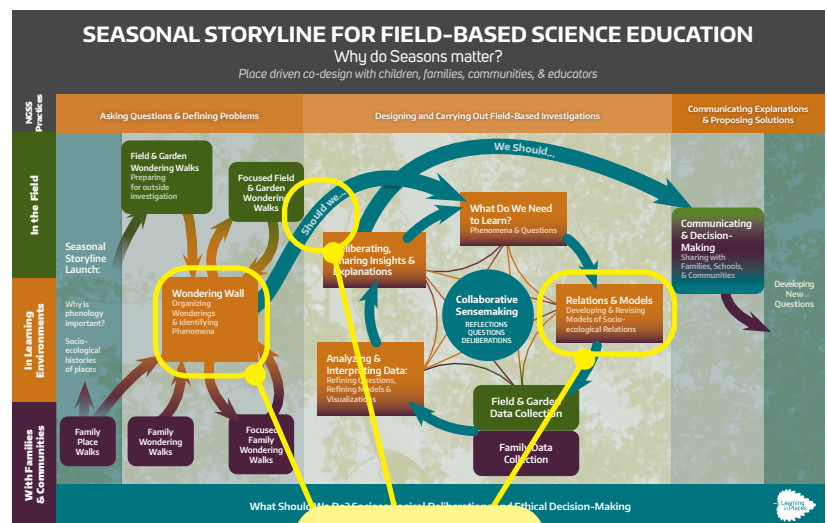 SEASONAL STORYLINE FOR FIELD-BASED SCIENCE EDUCATION
Why do Seasons matter?
Place driven co-design with children, families, communities, & educators
NGSS
Practices
Asking Questions & Defining Problems
Designing and Carrying Out Field-Based Investigations
Communicating Explanations
& Proposing Solutions
In the Field
In Learning
Environments
With Families
& Communities
Seasonal
Storyline
Launch:
Why is
phenology
important?
Socio-
ecological
histories
of places
Field & Garden
Wondering Walks
Preparing
for outside
investigation
Focused Field
& Garden
Wondering
Walks
Wondering Wall
Organizing
Wonderings
& Identifying
Phenomena
Family
Place
Walks
Family
Wondering
Walks
Focused
Family
Wondering
Walks
Should we...
We Should...
What Do We Need
to Learn?
Phenomena & Questions
Deliberating,
Sharing Insights &
Explanations
Collaborative
Sensemaking
REFLECTIONS
QUESTIONS
DELIBERATIONS
Relations & Models
Developing & Revising
Models of Socio-
ecological Relations
Analyzing &
Interpreting Data:
Refining Questions,
Refining Models &
Visualizations
Field & Garden
Data Collection
Family Data
Collection
Communicating
& Decision-
Making
Sharing with
Families, Schools,
& Communities
Developing
New
Questions
What Should We Do? Socioecological Deliberations and Ethical Decision-Making
Learning
in Places